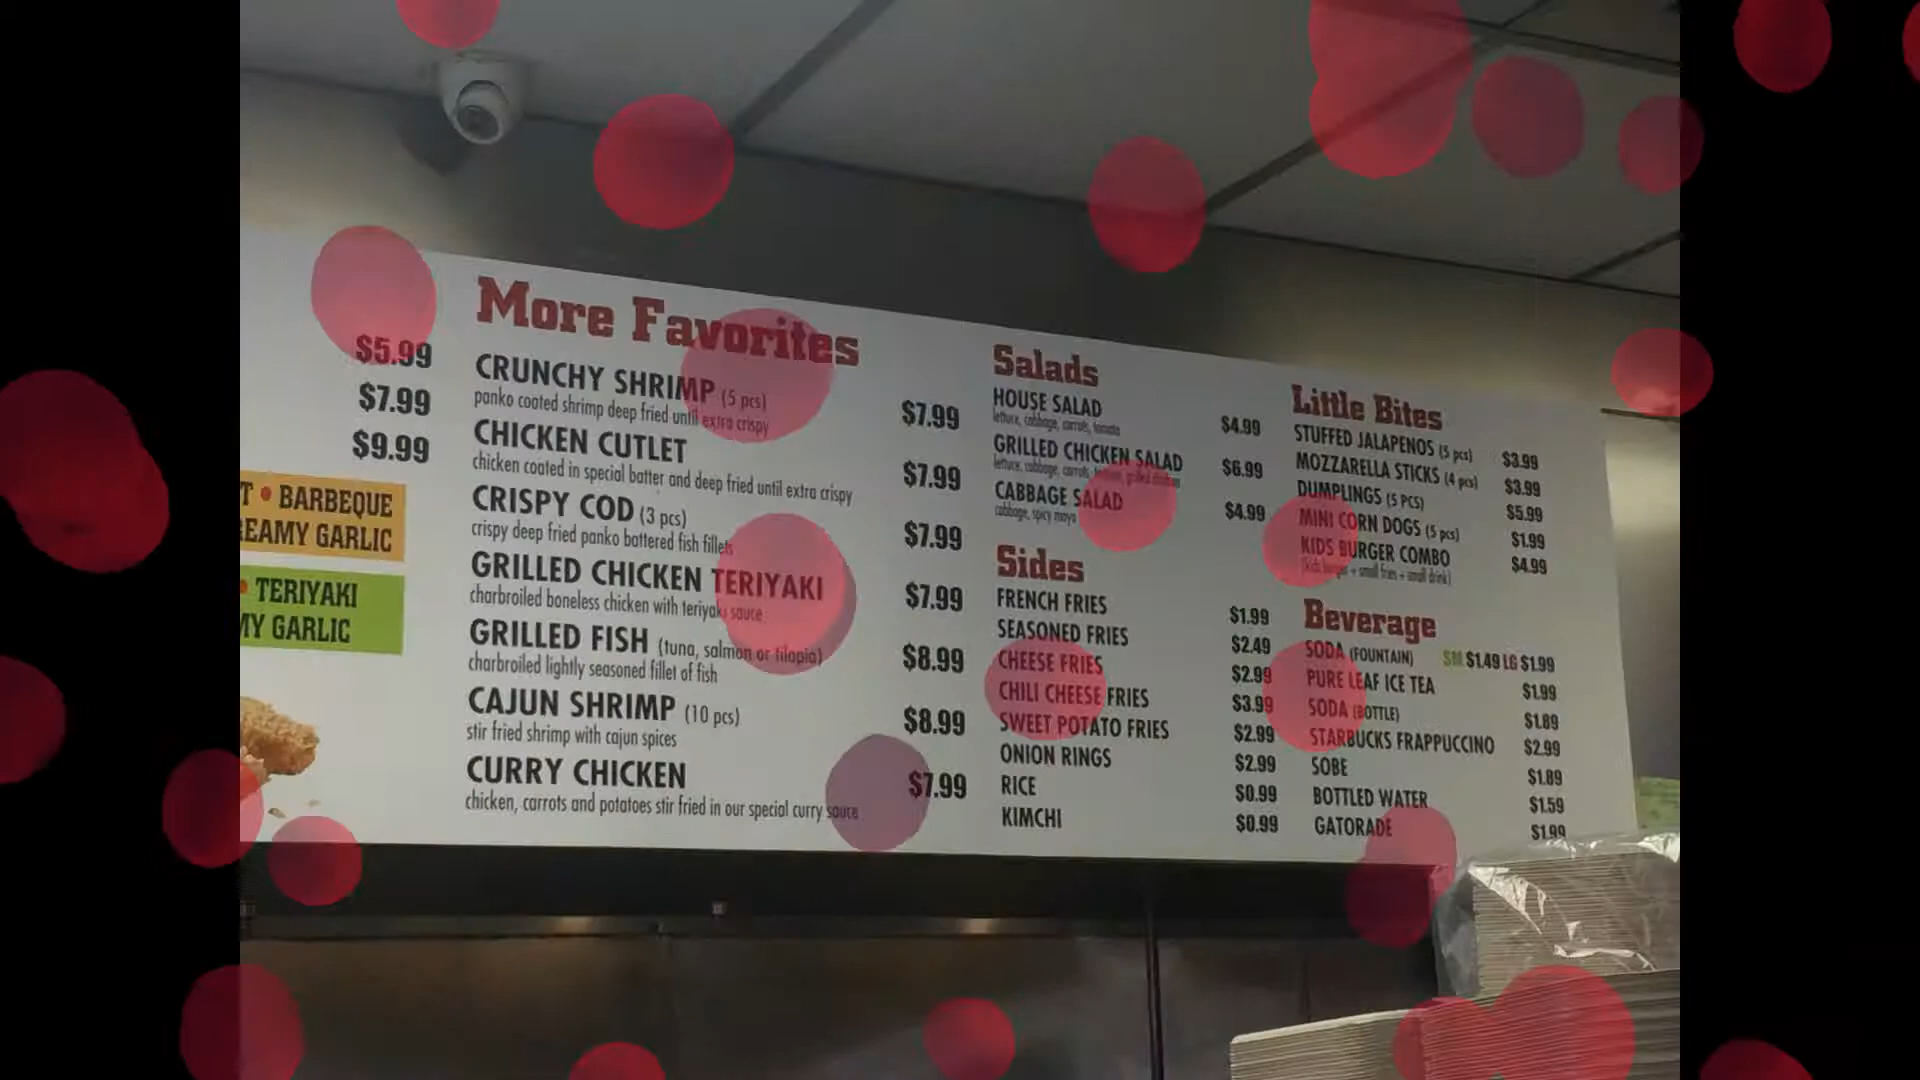 $5.99
$7.99
$9.99
T • BARBEQUE
REAMY GARLIC
• TERIYAKI
MY GARLIC
More Favorites
CRUNCHY SHRIMP (5 pcs) $7.99
panko coated shrimp deep fried until extra crispy
CHICKEN CUTLET $7.99
chicken coated in special batter and deep fried until extra crispy
CRISPY COD (3 pcs) $7.99
crispy deep fried panko battered fish fillets
GRILLED CHICKEN TERIYAKI $7.99
charbroiled boneless chicken with teriyaki sauce
GRILLED FISH (tuna, salmon or tilapia) $8.99
charbroiled lightly seasoned fillet of fish
CAJUN SHRIMP (10 pcs) $8.99
stir fried shrimp with cajun spices
CURRY CHICKEN $7.99
chicken, carrots and potatoes stir fried in our special curry sauce
Salads
HOUSE SALAD $4.99
lettuce, cabbage, carrots, tomato
GRILLED CHICKEN SALAD $6.99
lettuce, cabbage, carrots, tomato, grilled chicken
CABBAGE SALAD $4.99
cabbage, spicy mayo
Sides
FRENCH FRIES $1.99
SEASONED FRIES $2.49
CHEESE FRIES $2.99
CHILI CHEESE FRIES $3.99
SWEET POTATO FRIES $2.99
ONION RINGS $2.99
RICE $0.99
KIMCHI $0.99
Little Bites
STUFFED JALAPENOS (5 pcs) $3.99
MOZZARELLA STICKS (4 pcs) $3.99
DUMPLINGS (5 PCS) $5.99
MINI CORN DOGS (5 pcs) $1.99
KIDS BURGER COMBO $4.99
(kids burger + small fries + small drink)
Beverage
SODA (FOUNTAIN) SM $1.49 LG $1.99
PURE LEAF ICE TEA $1.99
SODA (BOTTLE) $1.89
STARBUCKS FRAPPUCCINO $2.99
SOBE $1.89
BOTTLED WATER $1.59
GATORADE $1.99